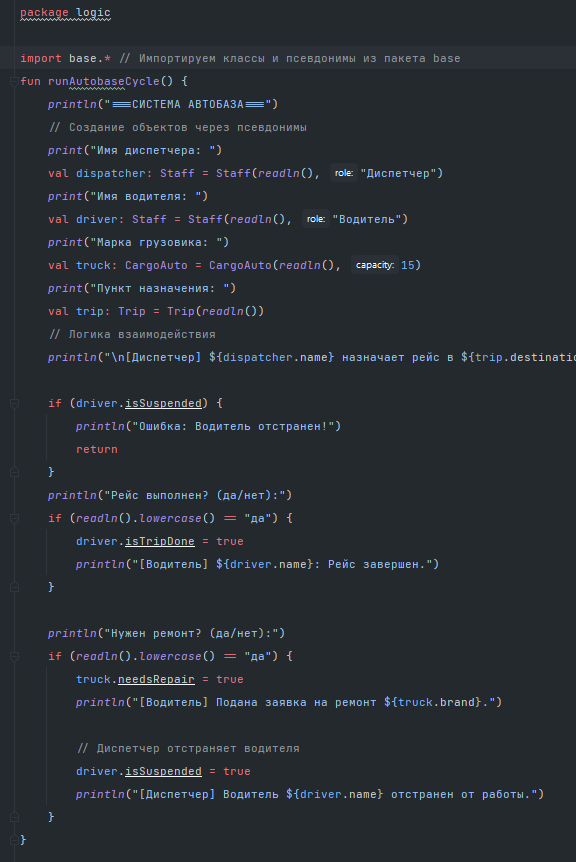 package logic
import base.* // Импортируем классы и псевдонимы из пакета base
fun runAutobaseCycle() {
println("===СИСТЕМА АВТОБАЗА===")
// Создание объектов через псевдонимы
print("Имя диспетчера: ")
val dispatcher: Staff = Staff(readln(), role: "Диспетчер")
print("Имя водителя: ")
val driver: Staff = Staff(readln(), role: "Водитель")
print("Марка грузовика: ")
val truck: CargoAuto = CargoAuto(readln(), capacity: 15)
print("Пункт назначения: ")
val trip: Trip = Trip(readln())
// Логика взаимодействия
println("\n[Диспетчер] ${dispatcher.name} назначает рейс в ${trip.destinatio
if (driver.isSuspended) {
println("Ошибка: Водитель отстранен!")
return
}
println("Рейс выполнен? (да/нет):")
if (readln().lowercase() == "да") {
driver.isTripDone = true
println("[Водитель] ${driver.name}: Рейс завершен.")
}
println("Нужен ремонт? (да/нет):")
if (readln().lowercase() == "да") {
truck.needsRepair = true
println("[Водитель] Подана заявка на ремонт ${truck.brand}.")
// Диспетчер отстраняет водителя
driver.isSuspended = true
println("[Диспетчер] Водитель ${driver.name} отстранен от работы.")
}
}